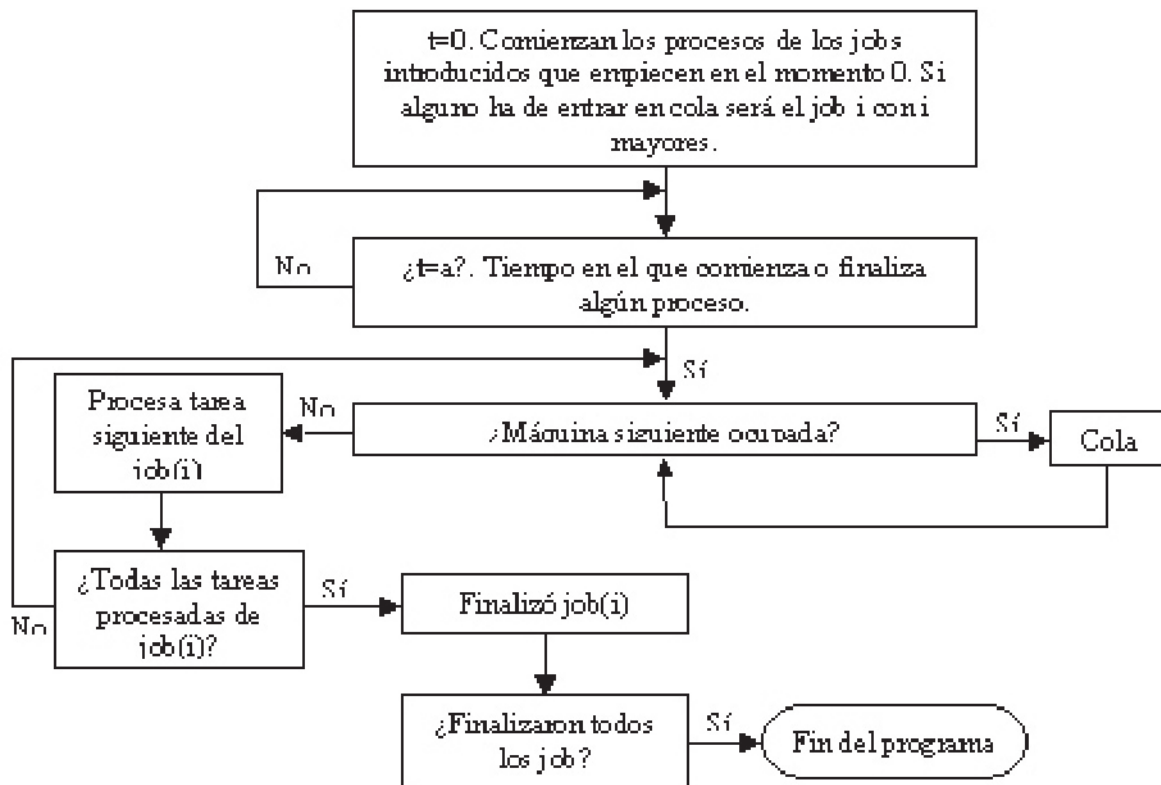 t=0. Comienzan los procesos de los jobs
introducidos que empiecen en el momento 0. Si
alguno ha de entrar en cola será el job i con i
mayores.
No
¿t=a?. Tiempo en el que comienza o finaliza
algún proceso.
Sí
Procesa tarea
siguiente del
job(i)
No
¿Máquina siguiente ocupada?
Sí
Cola
¿Todas las tareas
procesadas de
job(i)?
No
Sí
Finalizó job(i)
¿Finalizaron todos
los job?
Sí
Fin del programa